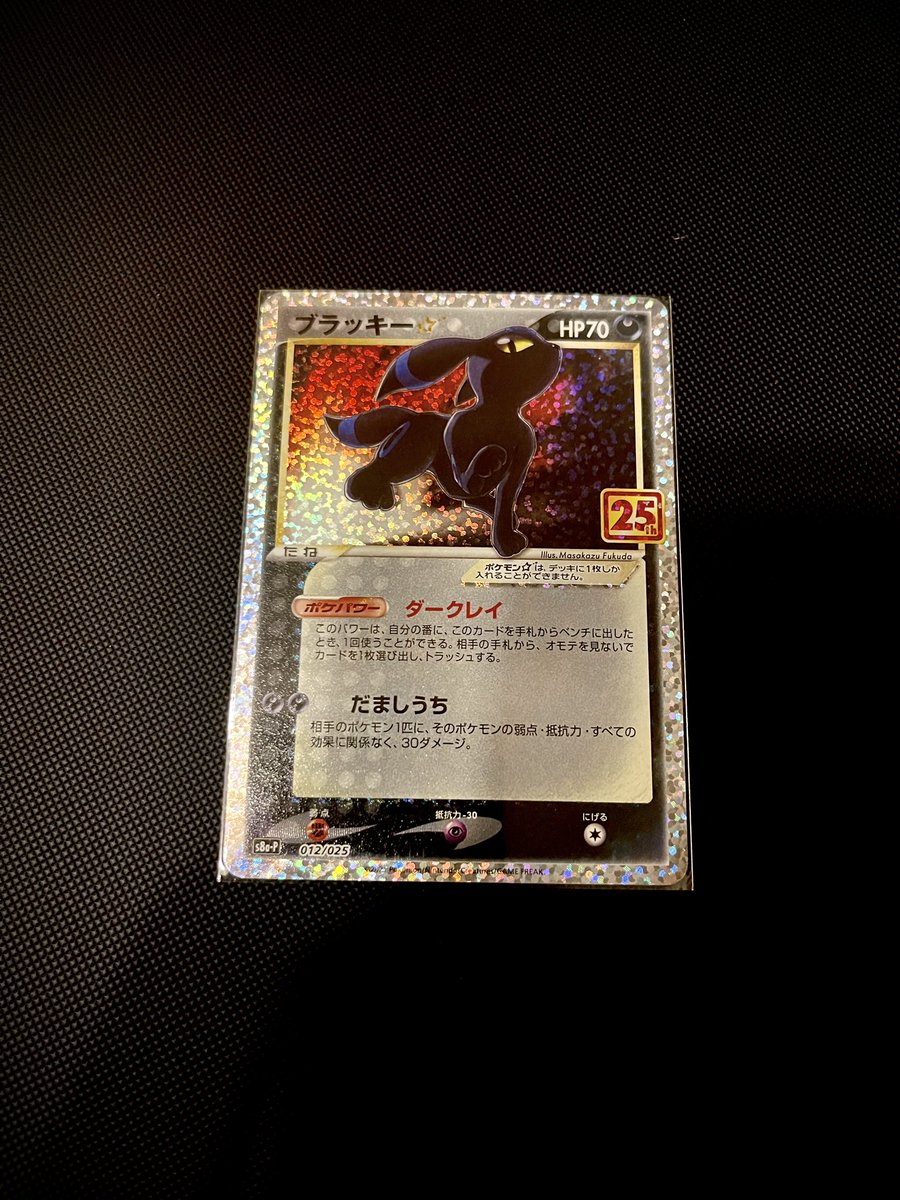 ブラッキー☆ HP70
25th
たね
Illus. Masakazu Fukuda
ポケモン☆は、デッキに1枚しか
入れることができません。
ポケパワー ダークレイ
このパワーは、自分の番に、このカードを手札からベンチに出した
とき、1回使うことができる。相手の手札から、オモテを見ないで
カードを1枚選び出し、トラッシュする。
だましうち
相手のポケモン1匹に、そのポケモンの弱点・抵抗力・すべての
効果に関係なく、30ダメージ。
弱点 抵抗力-30 にげる
s8a-P 012/025
Pokémon/Nintendo/Creatures/GAME FREAK.